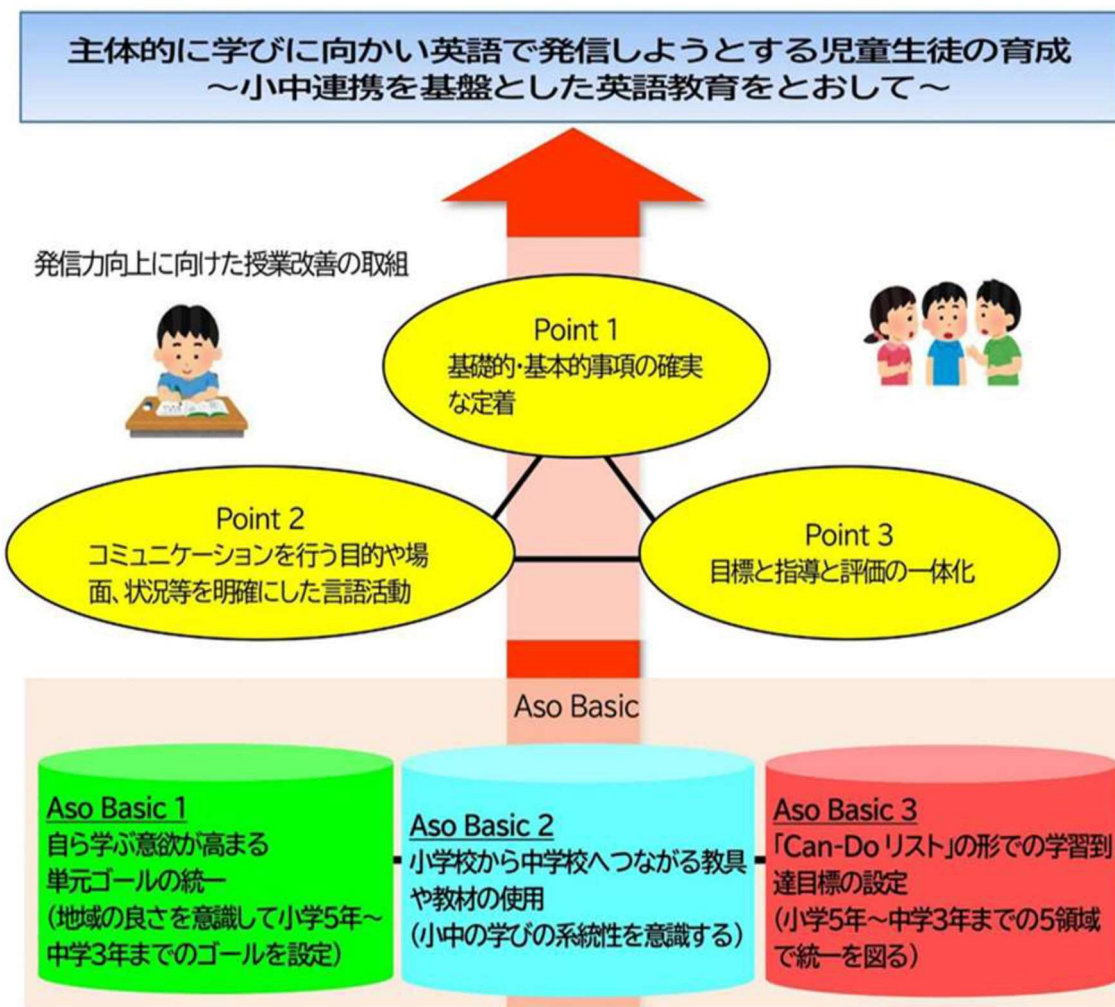 主体的に学びに向かい英語で発信しようとする児童生徒の育成
～小中連携を基盤とした英語教育をとおして～
発信力向上に向けた授業改善の取組
Point 1
基礎的・基本的事項の確実
な定着
Point 2
コミュニケーションを行う目的や場
面、状況等を明確にした言語活動
Point 3
目標と指導と評価の一体化
Aso Basic
Aso Basic 1
自ら学ぶ意欲が高まる
単元ゴールの統一
(地域の良さを意識して小学5年～
中学3年までのゴールを設定)
Aso Basic 2
小学校から中学校へつながる教具
や教材の使用
(小中の学びの系統性を意識する)
Aso Basic 3
「Can-Do リスト」の形での学習到
達目標の設定
(小学5年～中学3年までの5領域
で統一を図る)